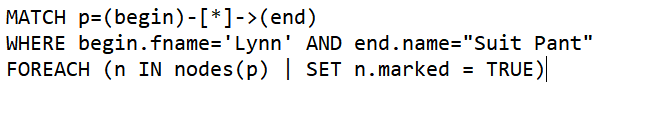 MATCH p=(begin)-[*]->(end)
WHERE begin.fname='Lynn' AND end.name="Suit Pant"
FOREACH (n IN nodes(p) | SET n.marked = TRUE)